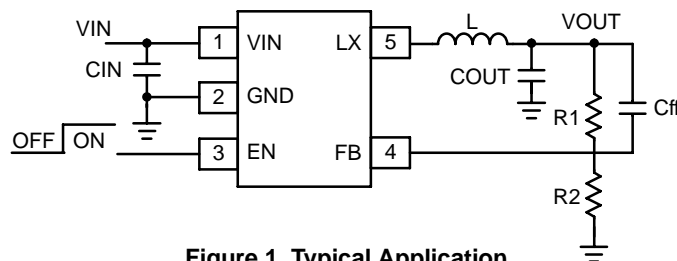 VIN
1 VIN
LX 5
L
VOUT
CIN
COUT
Cff
2 GND
R1
OFF ON
3 EN
FB 4
R2
Figure 1. Typical Application